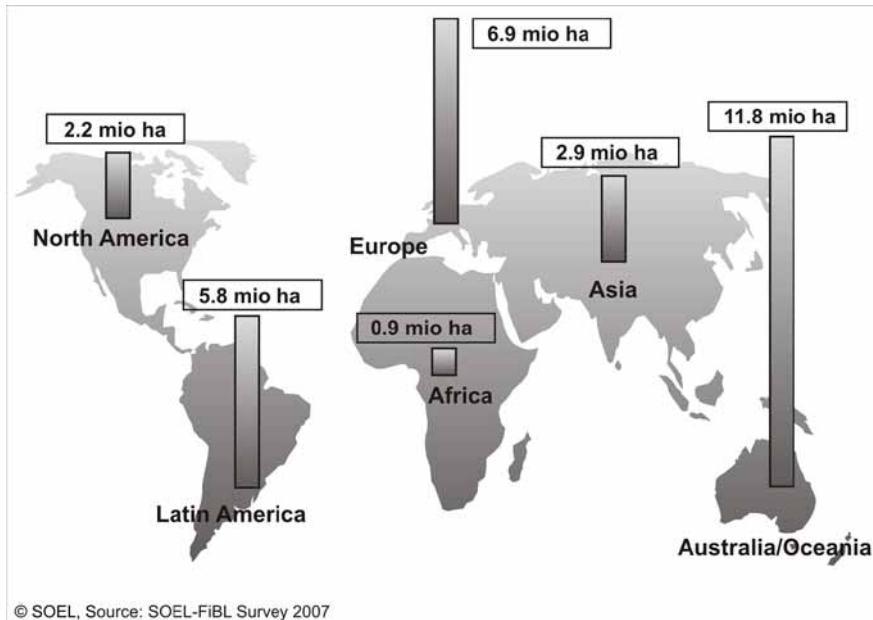 6.9 mio ha
11.8 mio ha
2.2 mio ha
2.9 mio ha
North America
Europe
Asia
5.8 mio ha
0.9 mio ha
Africa
Latin America
Australia/Oceania
© SOEL, Source: SOEL-FiBL Survey 2007